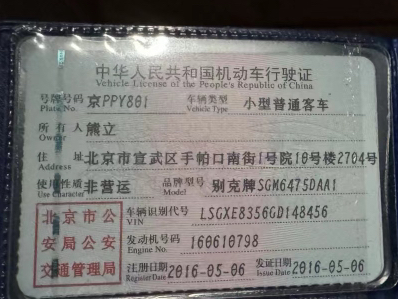 中华人民共和国机动车行驶证
Vehicle License of the People's Republic of China
号牌号码 京PPY801 车辆类型 小型普通客车
Plate No. Vehicle Type
所有人 熊立
Owner
住址 北京市宣武区手帕口南街1号院10号楼2704号
Address
使用性质 非营运 品牌型号 别克牌SGM6475DAA1
Use Character Model
北京市公安局公安交通管理局
车辆识别代号 LSGXE8356GD148456
VIN
发动机号码 160610798
Engine No.
注册日期 2016-05-06 发证日期 2016-05-06
Register Date Issue Date